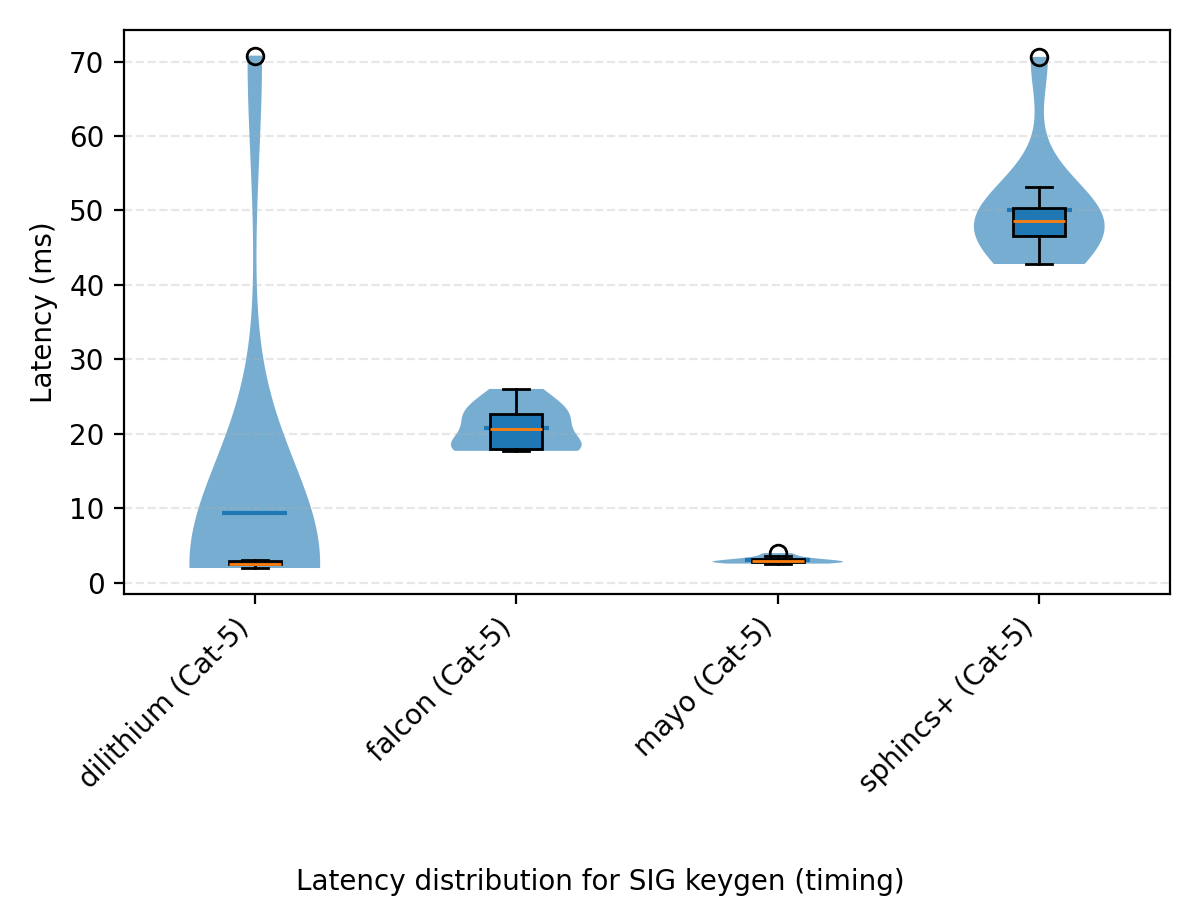 70
60
50
40
30
20
10
0
Latency (ms)
dilithium (Cat-5)
falcon (Cat-5)
mayo (Cat-5)
sphincs+ (Cat-5)
Latency distribution for SIG keygen (timing)